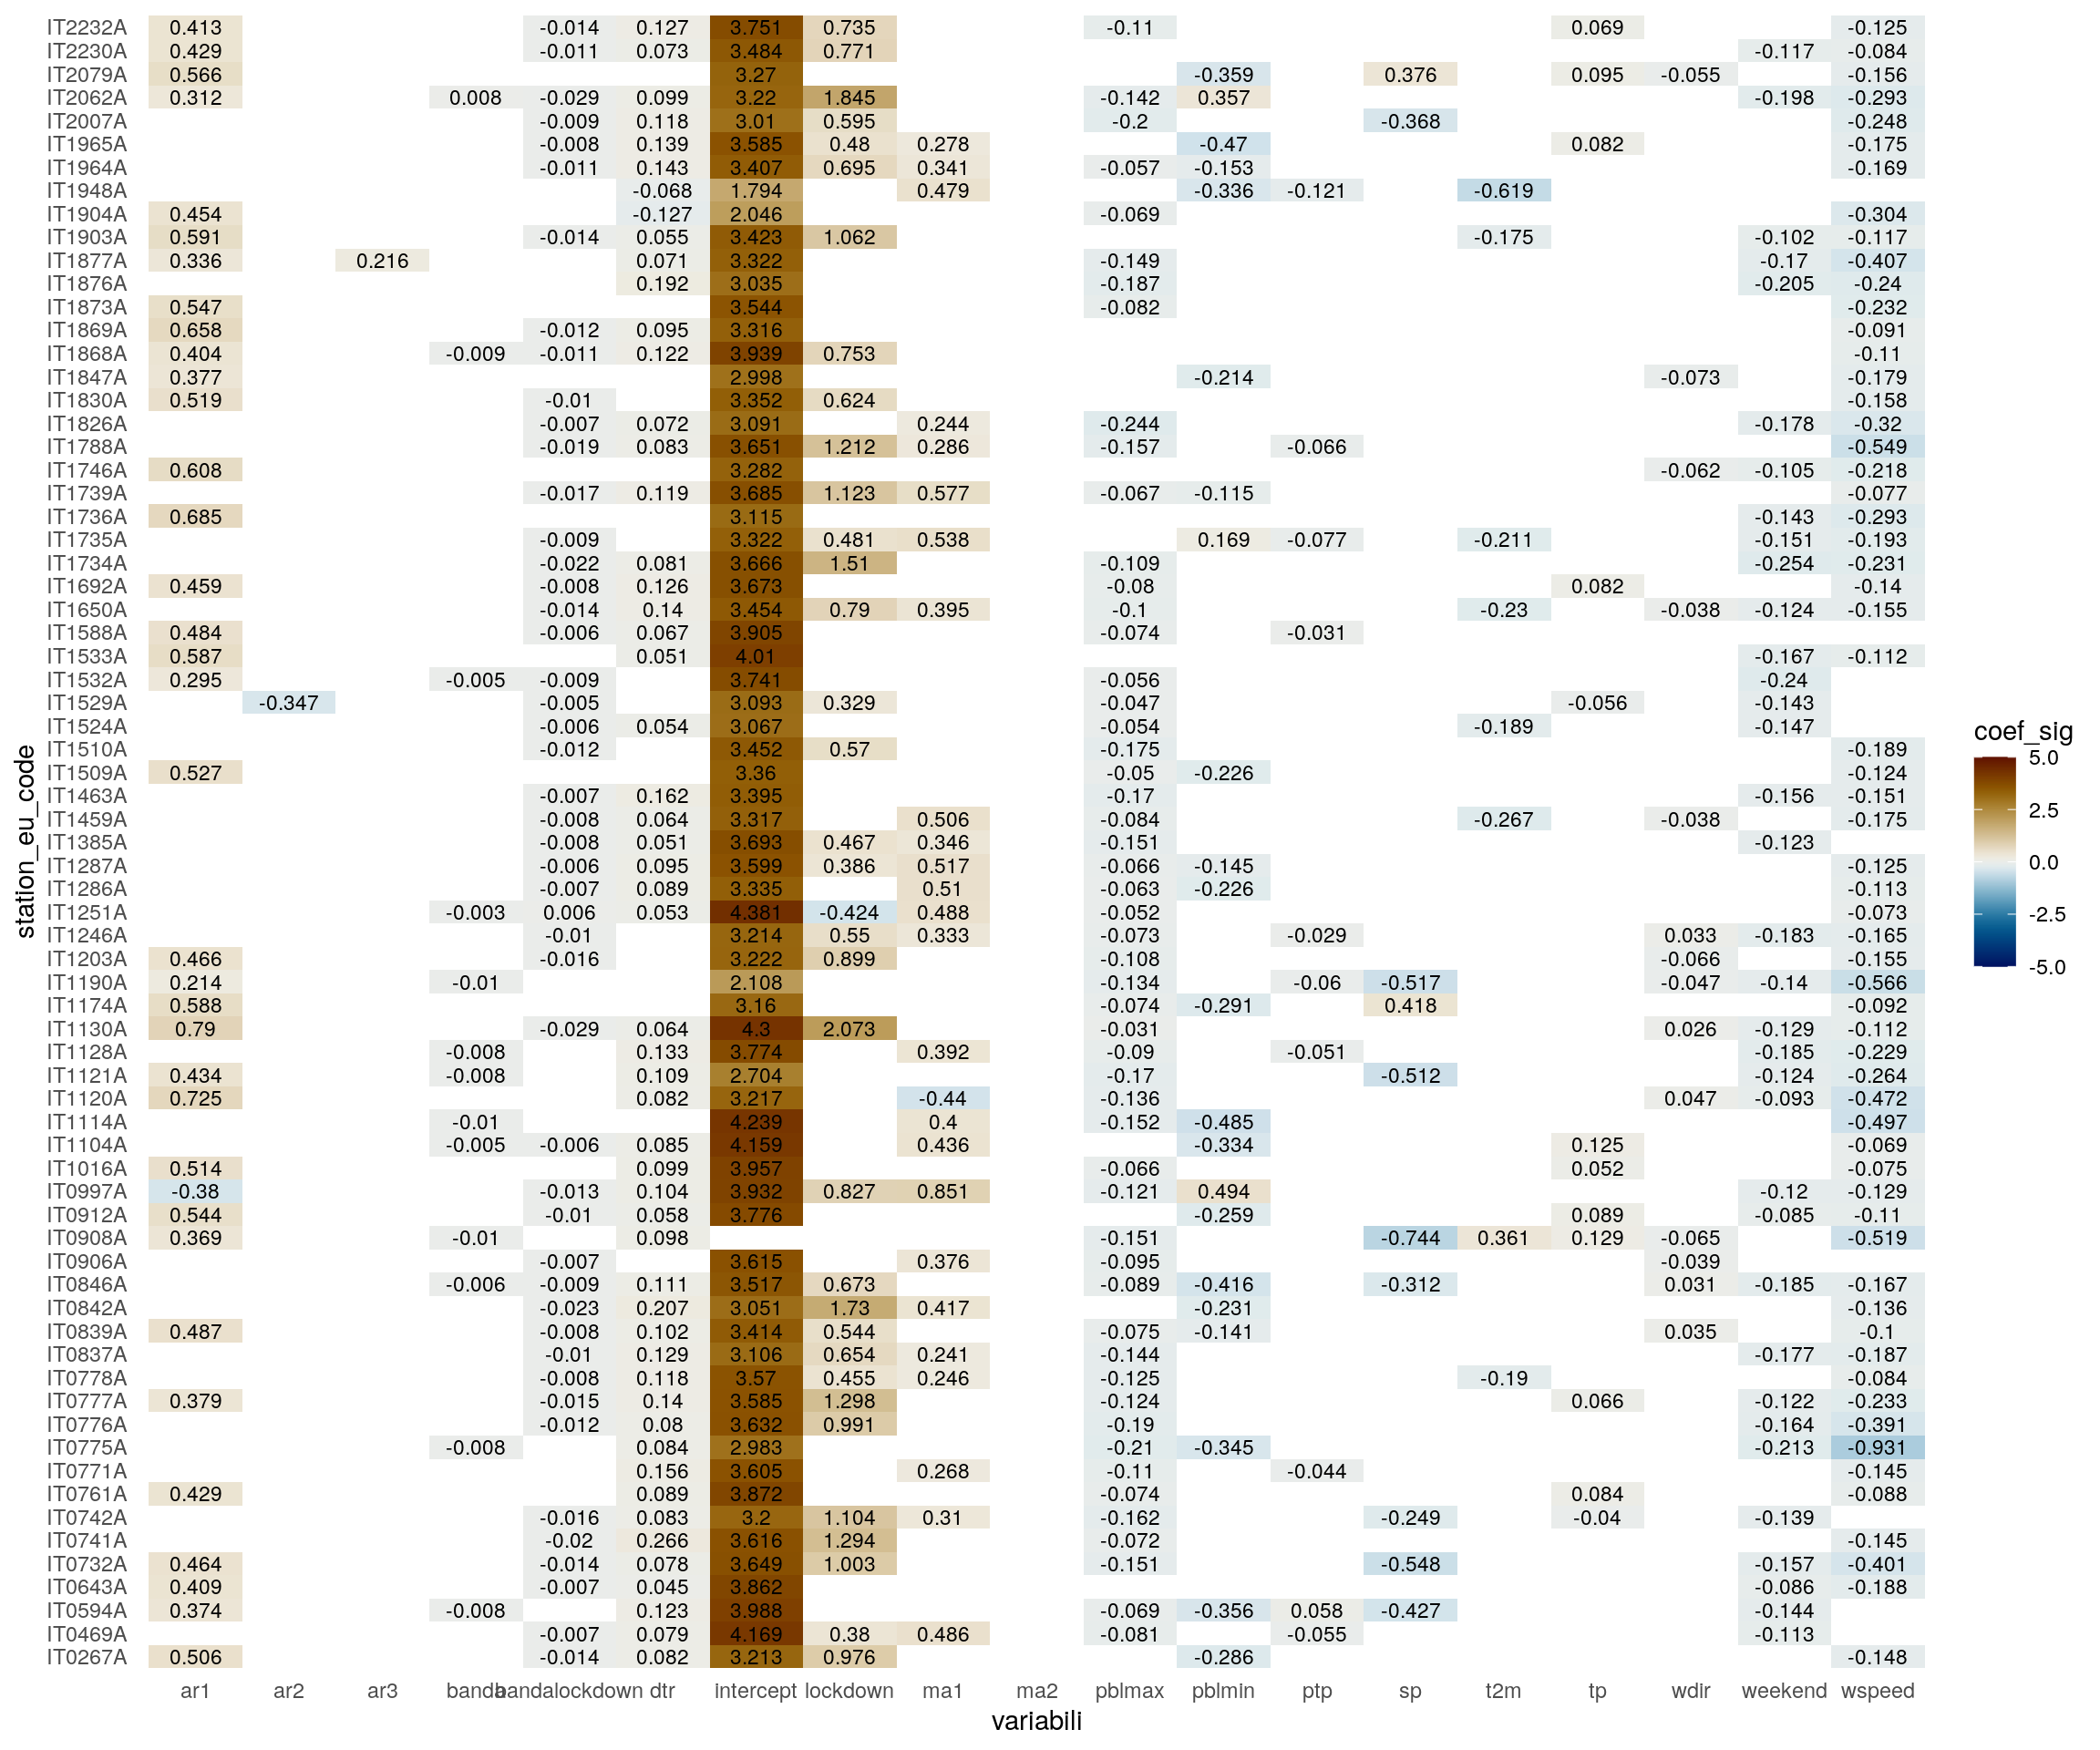 IT2232A 0.413 -0.014 0.127 3.751 0.735 -0.11 0.069 -0.125
IT2230A 0.429 -0.011 0.073 3.484 0.771 -0.117 -0.084
IT2079A 0.566 3.27 -0.359 0.376 0.095 -0.055 -0.156
IT2062A 0.312 0.008 -0.029 0.099 3.22 1.845 -0.142 0.357 -0.198 -0.293
IT2007A -0.009 0.118 3.01 0.595 -0.2 -0.368 -0.248
IT1965A -0.008 0.139 3.585 0.48 0.278 -0.47 0.082 -0.175
IT1964A -0.011 0.143 3.407 0.695 0.341 -0.057 -0.153 -0.169
IT1948A -0.068 1.794 0.479 -0.336 -0.121 -0.619
IT1904A 0.454 -0.127 2.046 -0.069 -0.304
IT1903A 0.591 -0.014 0.055 3.423 1.062 -0.175 -0.102 -0.117
IT1877A 0.336 0.216 0.071 3.322 -0.149 -0.17 -0.407
IT1876A 0.192 3.035 -0.187 -0.205 -0.24
IT1873A 0.547 3.544 -0.082 -0.232
IT1869A 0.658 -0.012 0.095 3.316 -0.091
IT1868A 0.404 -0.009 -0.011 0.122 3.939 0.753 -0.11
IT1847A 0.377 2.998 -0.214 -0.073 -0.179
IT1830A 0.519 -0.01 3.352 0.624 -0.158
IT1826A -0.007 0.072 3.091 0.244 -0.244 -0.178 -0.32
IT1788A -0.019 0.083 3.651 1.212 0.286 -0.157 -0.066 -0.549
IT1746A 0.608 3.282 -0.062 -0.105 -0.218
IT1739A -0.017 0.119 3.685 1.123 0.577 -0.067 -0.115 -0.077
IT1736A 0.685 3.115 -0.143 -0.293
IT1735A -0.009 3.322 0.481 0.538 0.169 -0.077 -0.211 -0.151 -0.193
IT1734A -0.022 0.081 3.666 1.51 -0.109 -0.254 -0.231
IT1692A 0.459 -0.008 0.126 3.673 -0.08 0.082 -0.14
IT1650A -0.014 0.14 3.454 0.79 0.395 -0.1 -0.23 -0.038 -0.124 -0.155
IT1588A 0.484 -0.006 0.067 3.905 -0.074 -0.031
IT1533A 0.587 0.051 4.01 -0.167 -0.112
IT1532A 0.295 -0.005 -0.009 3.741 -0.056 -0.24
IT1529A -0.347 -0.005 3.093 0.329 -0.047 -0.056 -0.143
IT1524A -0.006 0.054 3.067 -0.054 -0.189 -0.147
IT1510A -0.012 3.452 0.57 -0.175 -0.189
IT1509A 0.527 3.36 -0.05 -0.226 -0.124
IT1463A -0.007 0.162 3.395 -0.17 -0.156 -0.151
IT1459A -0.008 0.064 3.317 0.506 -0.084 -0.267 -0.038 -0.175
IT1385A -0.008 0.051 3.693 0.467 0.346 -0.151 -0.123
IT1287A -0.006 0.095 3.599 0.386 0.517 -0.066 -0.145 -0.125
IT1286A -0.007 0.089 3.335 0.51 -0.063 -0.226 -0.113
IT1251A -0.003 0.006 0.053 4.381 -0.424 0.488 -0.052 -0.073
IT1246A -0.01 3.214 0.55 0.333 -0.073 -0.029 0.033 -0.183 -0.165
IT1203A 0.466 -0.016 3.222 0.899 -0.108 -0.066 -0.155
IT1190A 0.214 -0.01 2.108 -0.134 -0.06 -0.517 -0.047 -0.14 -0.566
IT1174A 0.588 3.16 -0.074 -0.291 0.418 -0.092
IT1130A 0.79 -0.029 0.064 4.3 2.073 -0.031 0.026 -0.129 -0.112
IT1128A -0.008 0.133 3.774 0.392 -0.09 -0.051 -0.185 -0.229
IT1121A 0.434 -0.008 0.109 2.704 -0.17 -0.512 -0.124 -0.264
IT1120A 0.725 0.082 3.217 -0.44 -0.136 0.047 -0.093 -0.472
IT1114A -0.01 4.239 0.4 -0.152 -0.485 -0.497
IT1104A -0.005 -0.006 0.085 4.159 0.436 -0.334 0.125 -0.069
IT1016A 0.514 0.099 3.957 -0.066 0.052 -0.075
IT0997A -0.38 -0.013 0.104 3.932 0.827 0.851 -0.121 0.494 -0.12 -0.129
IT0912A 0.544 -0.01 0.058 3.776 -0.259 0.089 -0.085 -0.11
IT0908A 0.369 -0.01 0.098 -0.151 -0.744 0.361 0.129 -0.065 -0.519
IT0906A -0.007 3.615 0.376 -0.095 -0.039
IT0846A -0.006 -0.009 0.111 3.517 0.673 -0.089 -0.416 -0.312 0.031 -0.185 -0.167
IT0842A -0.023 0.207 3.051 1.73 0.417 -0.231 -0.136
IT0839A 0.487 -0.008 0.102 3.414 0.544 -0.075 -0.141 0.035 -0.1
IT0837A -0.01 0.129 3.106 0.654 0.241 -0.144 -0.177 -0.187
IT0778A -0.008 0.118 3.57 0.455 0.246 -0.125 -0.19 -0.084
IT0777A 0.379 -0.015 0.14 3.585 1.298 -0.124 0.066 -0.122 -0.233
IT0776A -0.012 0.08 3.632 0.991 -0.19 -0.164 -0.391
IT0775A -0.008 0.084 2.983 -0.21 -0.345 -0.213 -0.931
IT0771A 0.156 3.605 0.268 -0.11 -0.044 -0.145
IT0761A 0.429 0.089 3.872 -0.074 0.084 -0.088
IT0742A -0.016 0.083 3.2 1.104 0.31 -0.162 -0.249 -0.04 -0.139
IT0741A -0.02 0.266 3.616 1.294 -0.072 -0.145
IT0732A 0.464 -0.014 0.078 3.649 1.003 -0.151 -0.548 -0.157 -0.401
IT0643A 0.409 -0.007 0.045 3.862 -0.086 -0.188
IT0594A 0.374 -0.008 0.123 3.988 -0.069 -0.356 0.058 -0.427 -0.144
IT0469A -0.007 0.079 4.169 0.38 0.486 -0.081 -0.055 -0.113
IT0267A 0.506 -0.014 0.082 3.213 0.976 -0.286 -0.148
ar1 ar2 ar3 banda bandalockdown dtr intercept lockdown ma1 ma2 pblmax pblmin ptp sp t2m tp wdir weekend wspeed
variabili
station_eu_code
coef_sig
5.0
2.5
0.0
-2.5
-5.0